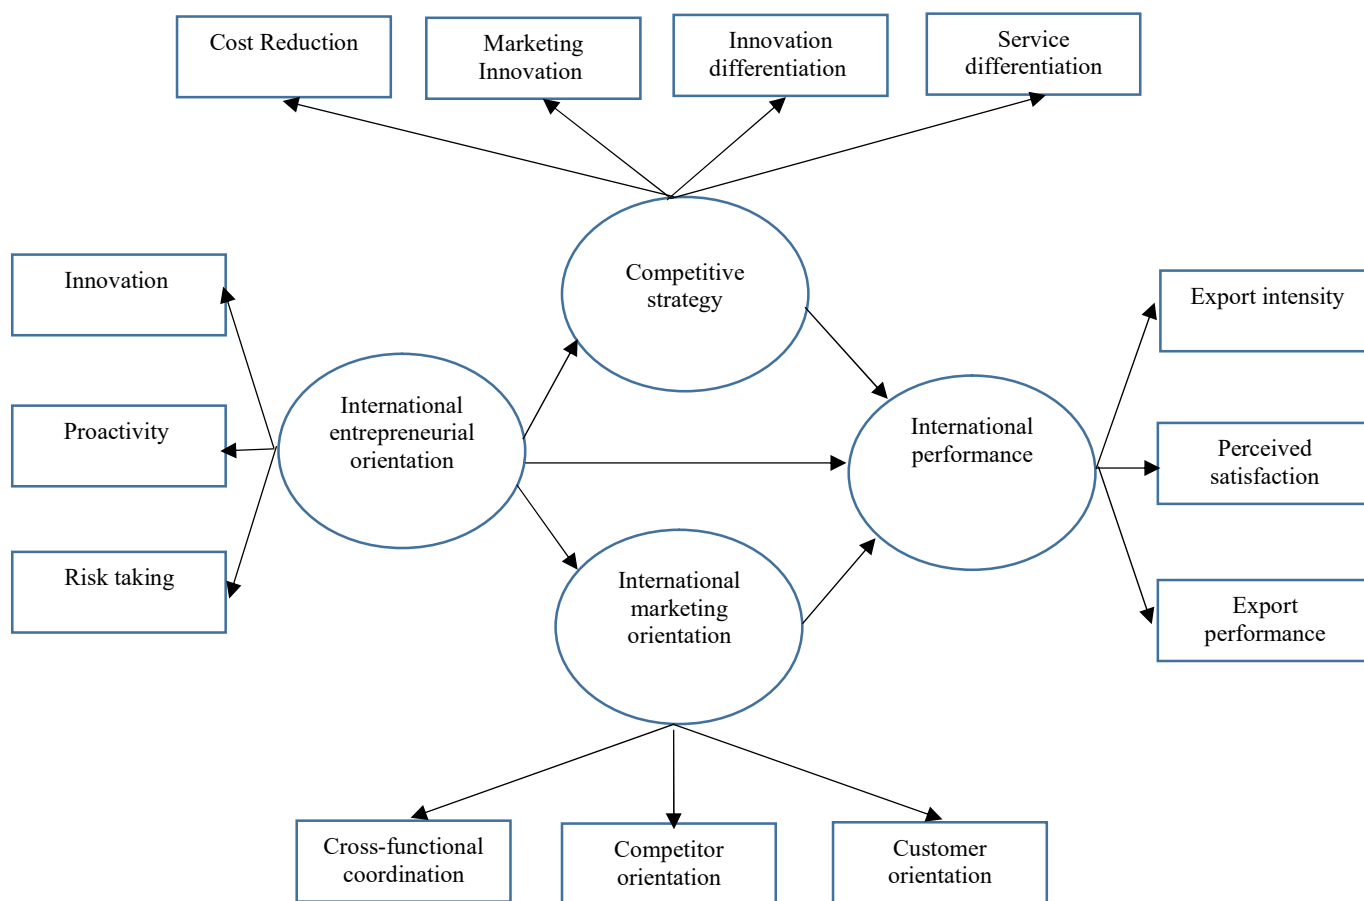 Cost Reduction
Marketing
Innovation
Innovation
differentiation
Service
differentiation
Competitive
strategy
Innovation
Proactivity
Risk taking
International
entrepreneurial
orientation
International
performance
International
marketing
orientation
Export intensity
Perceived
satisfaction
Export
performance
Cross-functional
coordination
Competitor
orientation
Customer
orientation